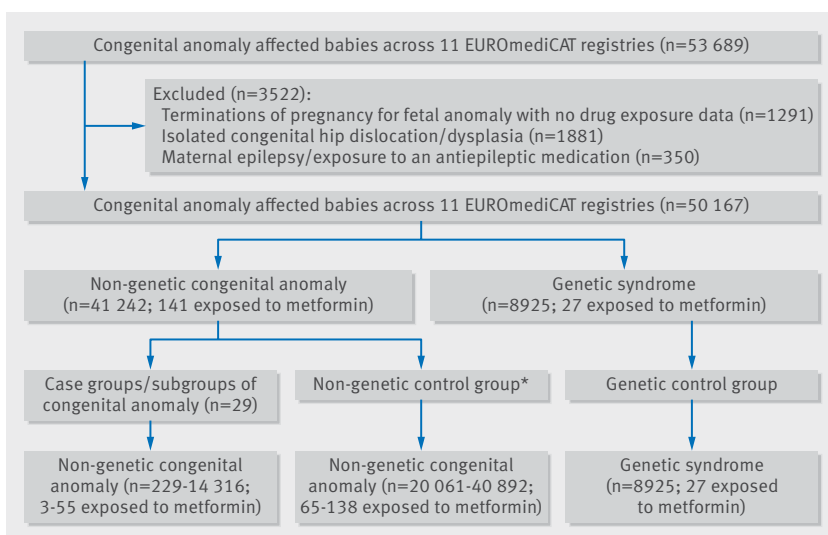 Congenital anomaly affected babies across 11 EUROmediCAT registries (n=53 689)
Excluded (n=3522):
Terminations of pregnancy for fetal anomaly with no drug exposure data (n=1291)
Isolated congenital hip dislocation/dysplasia (n=1881)
Maternal epilepsy/exposure to an antiepileptic medication (n=350)
Congenital anomaly affected babies across 11 EUROmediCAT registries (n=50 167)
Non-genetic congenital anomaly
(n=41 242; 141 exposed to metformin)
Genetic syndrome
(n=8925; 27 exposed to metformin)
Case groups/subgroups of
congenital anomaly (n=29)
Non-genetic control group*
Genetic control group
Non-genetic congenital
anomaly (n=229-14 316;
3-55 exposed to metformin)
Non-genetic congenital
anomaly (n=20 061-40 892;
65-138 exposed to metformin)
Genetic syndrome
(n=8925; 27 exposed
to metformin)